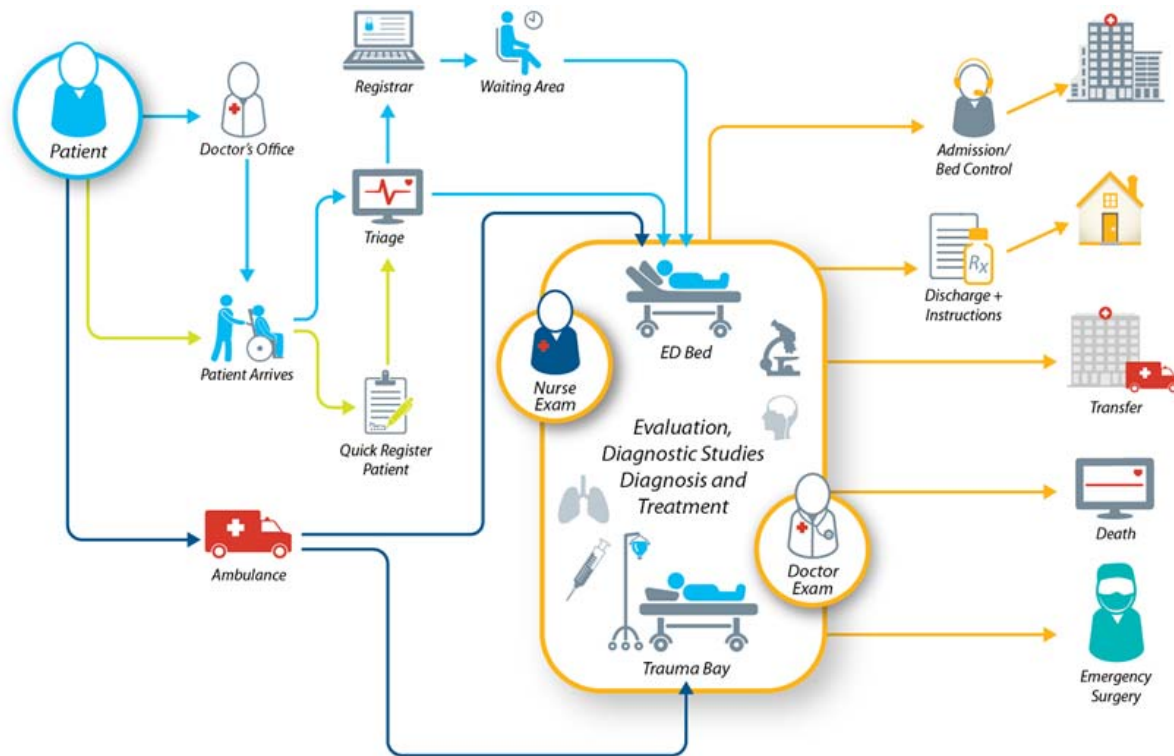 Patient
Doctor's Office
Registrar
Waiting Area
Triage
Patient Arrives
Quick Register
Patient
Ambulance
ED Bed
Nurse
Exam
Evaluation,
Diagnostic Studies
Diagnosis and
Treatment
Doctor
Exam
Trauma Bay
Admission/
Bed Control
Rx
Discharge +
Instructions
Transfer
Death
Emergency
Surgery